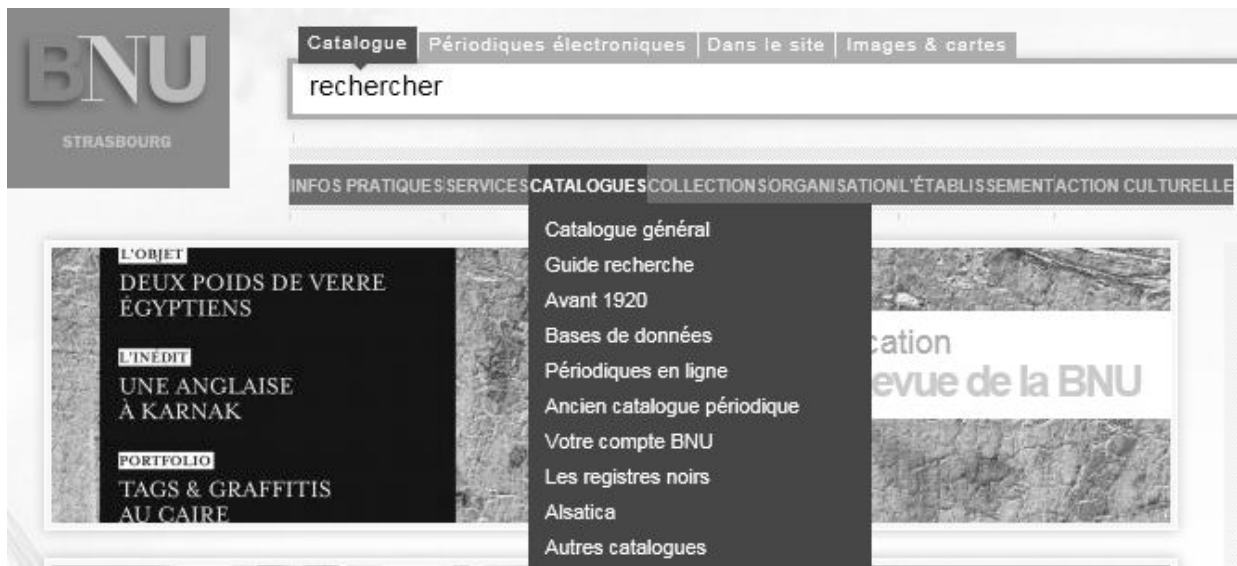 BNU
STRASBOURG
Catalogue Périodiques électroniques Dans le site Images & cartes
rechercher
INFOS PRATIQUES SERVICES CATALOGUES COLLECTIONS ORGANISATION L'ÉTABLISSEMENT ACTION CULTURELLE
Catalogue général
Guide recherche
Avant 1920
Bases de données
Périodiques en ligne
Ancien catalogue périodique
Votre compte BNU
Les registres noirs
Alsatica
Autres catalogues
L'OBJET
DEUX POIDS DE VERRE
ÉGYPTIENS
L'INÉDIT
UNE ANGLAISE
À KARNAK
PORTFOLIO
TAGS & GRAFFITIS
AU CAIRE
cation
evue de la BNU